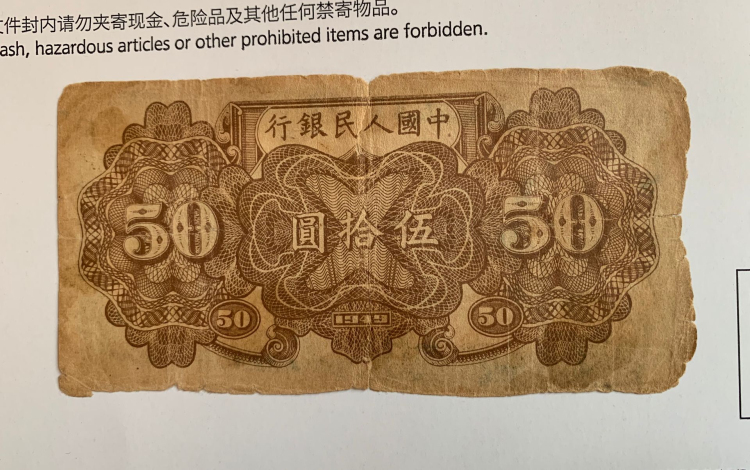 文件封内请勿夹寄现金、危险品及其他任何禁寄物品。
ash, hazardous articles or other prohibited items are forbidden.
行銀民人國中
50 圓拾伍 50
50 1949 50